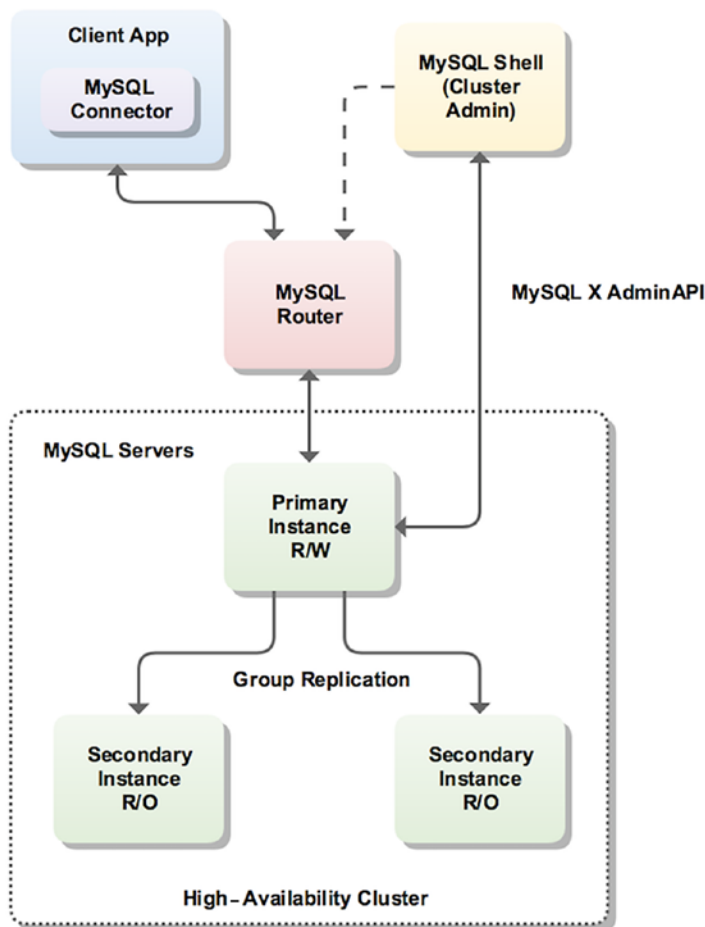 Client App
MySQL
Connector
MySQL Shell
(Cluster
Admin)
MySQL
Router
MySQL X AdminAPI
MySQL Servers
Primary
Instance
R/W
Group Replication
Secondary
Instance
R/O
Secondary
Instance
R/O
High-Availability Cluster